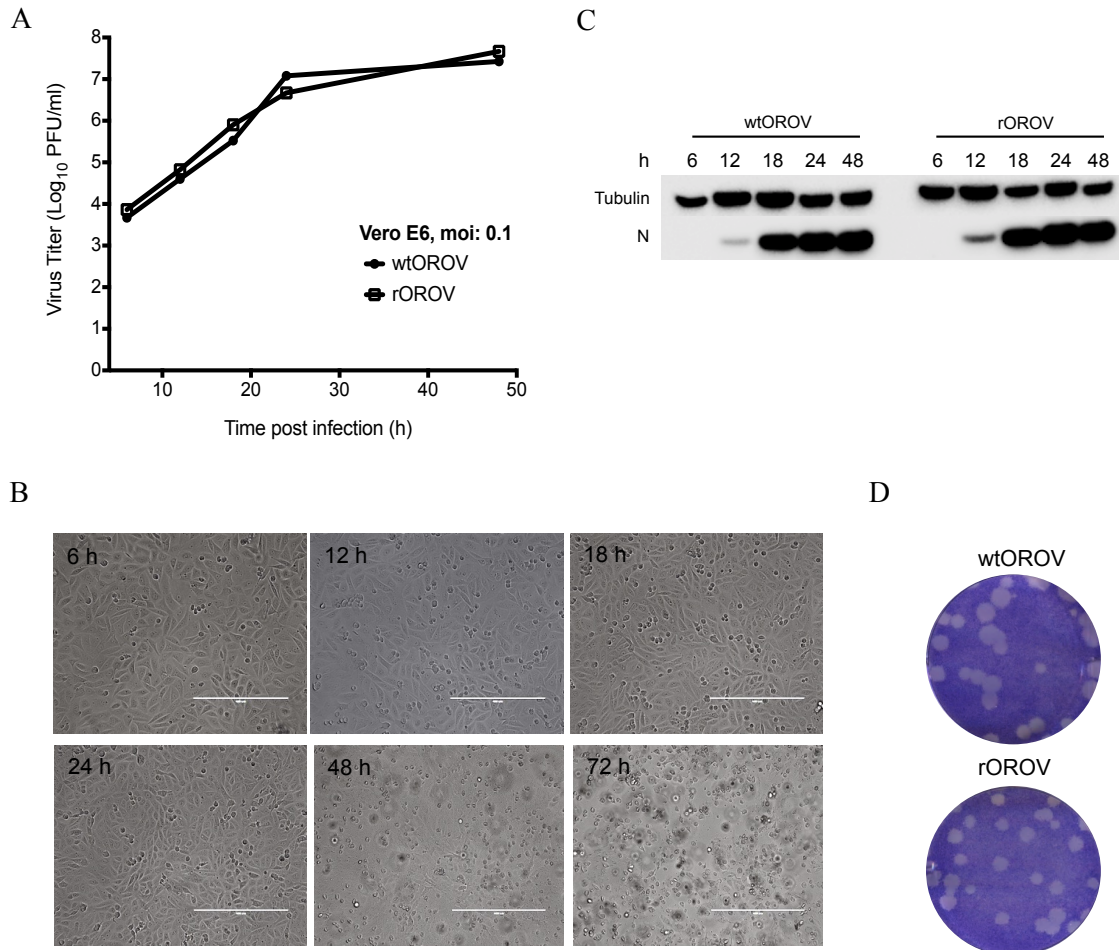 A
8
7
6
5
4
3
2
1
0
Virus Titer (Log10 PFU/ml)
Vero E6, moi: 0.1
wtOROV
rOROV
10 20 30 40 50
Time post infection (h)
C
wtOROV rOROV
h 6 12 18 24 48 6 12 18 24 48
Tubulin
N
B
6 h 12 h 18 h
24 h 48 h 72 h
D
wtOROV
rOROV